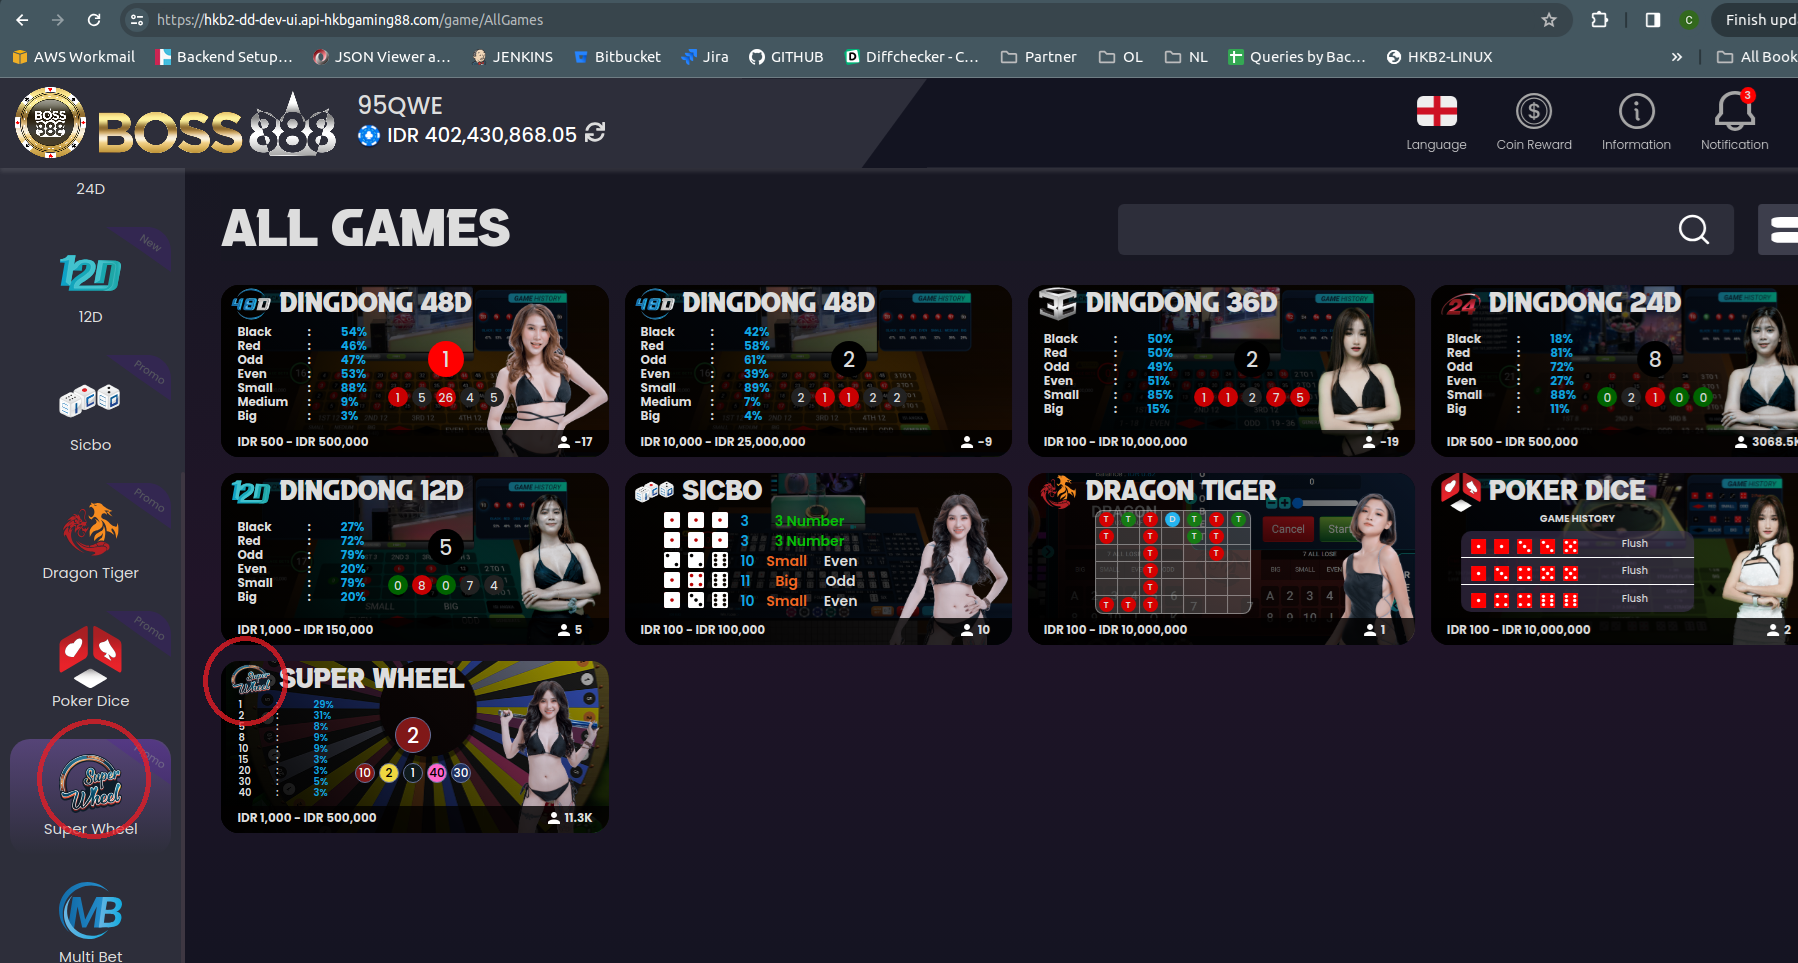 https://hkb2-dd-dev-ui.api-hkbgaming88.com/game/AllGames
C
Finish upd
AWS Workmail
Backend Setup...
JSON Viewer a...
JENKINS
Bitbucket
Jira
GITHUB
Diffchecker - C...
Partner
OL
NL
Queries by Bac...
HKB2-LINUX
»
All Book
BOSS 888
BOSS888
95QWE
IDR 402,430,868.05
Language
Coin Reward
Information
3
Notification
24D
New
12D
12D
Promo
SICBO
Sicbo
Promo
Dragon Tiger
Promo
Poker Dice
Promo
Super Wheel
Super Wheel
MB
Multi Bet
ALL GAMES
48D DINGDONG 48D
GAME HISTORY
Black : 54%
Red : 46%
Odd : 47%
Even : 53%
Small : 88%
Medium : 9%
Big : 3%
1
1 5 26 4 5
IDR 500 - IDR 500,000
-17
48D DINGDONG 48D
GAME HISTORY
Black : 42%
Red : 58%
Odd : 61%
Even : 39%
Small : 89%
Medium : 7%
Big : 4%
2
2 1 1 2 2
IDR 10,000 - IDR 25,000,000
-9
DINGDONG 36D
GAME HISTORY
Black : 50%
Red : 50%
Odd : 49%
Even : 51%
Small : 85%
Big : 15%
2
1 1 2 7 5
IDR 100 - IDR 10,000,000
-19
24 DINGDONG 24D
GAME HISTORY
Black : 18%
Red : 81%
Odd : 72%
Even : 27%
Small : 88%
Big : 11%
8
0 2 1 0 0
IDR 500 - IDR 500,000
3068.5K
12D DINGDONG 12D
GAME HISTORY
Black : 27%
Red : 72%
Odd : 79%
Even : 20%
Small : 79%
Big : 20%
5
0 8 0 7 4
SMALL BIG
IDR 1,000 - IDR 150,000
5
SICBO
3 3 Number
3 3 Number
10 Small Even
11 Big Odd
10 Small Even
IDR 100 - IDR 100,000
10
DRAGON TIGER
T T T D T T T
T T T T
T T
T
T
T T T
Cancel
Start
BIG SMALL EVEN
A 2 3 4
IDR 100 - IDR 10,000,000
1
POKER DICE
GAME HISTORY
Flush
Flush
Flush
IDR 100 - IDR 10,000,000
2
Super Wheel SUPER WHEEL
1 : 29%
2 : 31%
5 : 8%
8 : 9%
10 : 9%
15 : 3%
20 : 3%
30 : 5%
40 : 3%
2
10 2 1 40 30
IDR 1,000 - IDR 500,000
11.3K